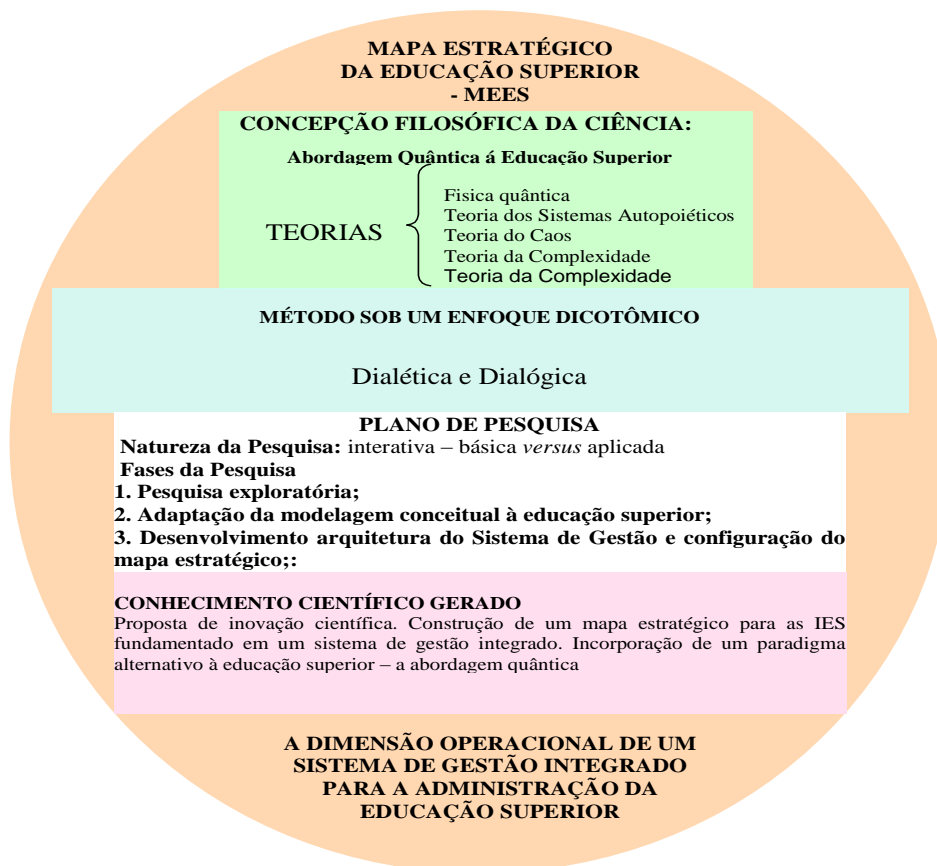 MAPA ESTRATÉGICO
DA EDUCAÇÃO SUPERIOR
- MEES
CONCEPÇÃO FILOSÓFICA DA CIÊNCIA:
Abordagem Quântica á Educação Superior
TEORIAS
Fisica quântica
Teoria dos Sistemas Autopoiéticos
Teoria do Caos
Teoria da Complexidade
Teoria da Complexidade
MÉTODO SOB UM ENFOQUE DICOTÔMICO
Dialética e Dialógica
PLANO DE PESQUISA
Natureza da Pesquisa: interativa – básica versus aplicada
Fases da Pesquisa
1. Pesquisa exploratória;
2. Adaptação da modelagem conceitual à educação superior;
3. Desenvolvimento arquitetura do Sistema de Gestão e configuração do
mapa estratégico;:
CONHECIMENTO CIENTÍFICO GERADO
Proposta de inovação científica. Construção de um mapa estratégico para as IES
fundamentado em um sistema de gestão integrado. Incorporação de um paradigma
alternativo à educação superior – a abordagem quântica
A DIMENSÃO OPERACIONAL DE UM
SISTEMA DE GESTÃO INTEGRADO
PARA A ADMINISTRAÇÃO DA
EDUCAÇÃO SUPERIOR